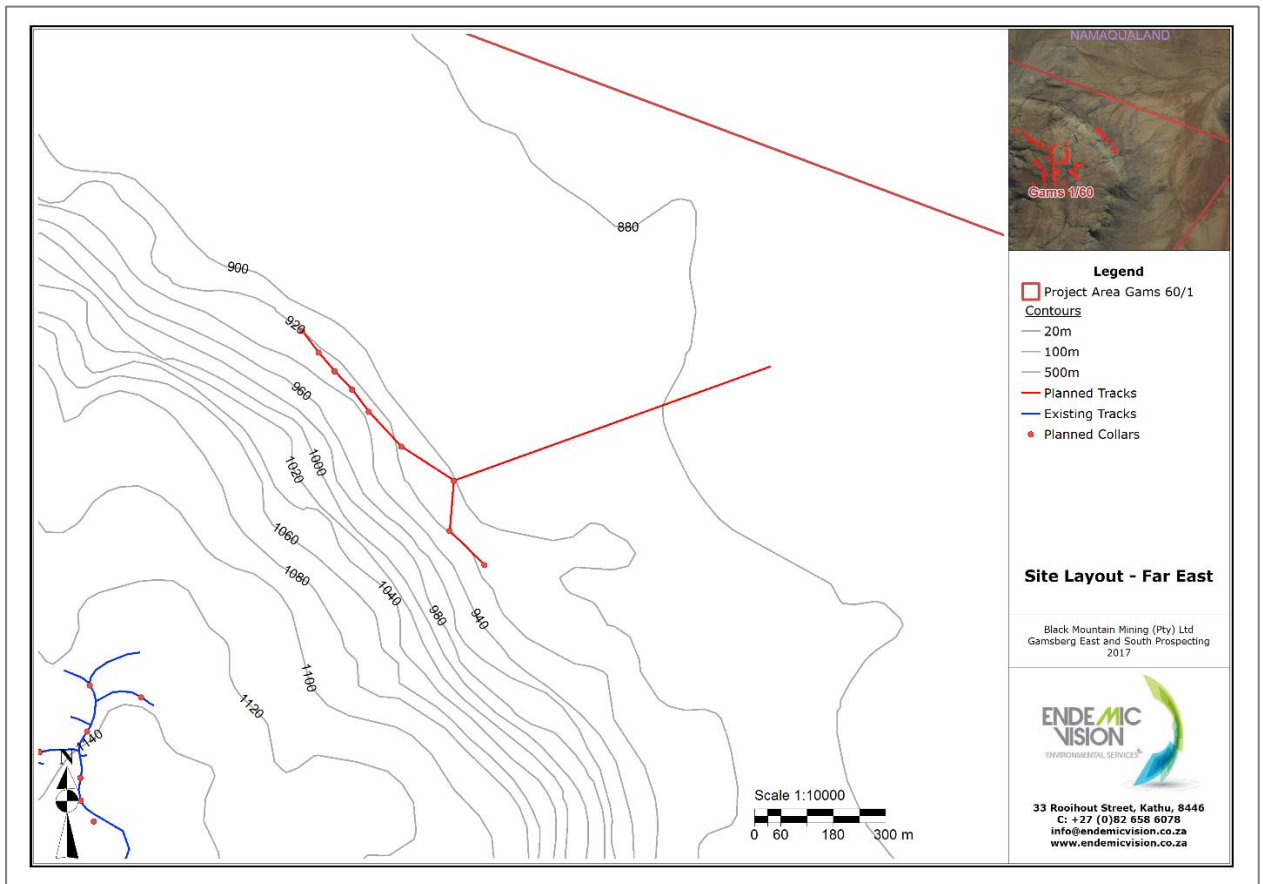 880
900
920
960
1000
1020
1060
1080
1040
980
940
1100
1120
1140
N
Scale 1:10000
0 60 180 300 m
NAMAQUALAND
Gams 1/60
Legend
Project Area Gams 60/1
Contours
20m
100m
500m
Planned Tracks
Existing Tracks
Planned Collars
Site Layout - Far East
Black Mountain Mining (Pty) Ltd
Gamsberg East and South Prospecting
2017
ENDEMIC
VISION
ENVIRONMENTAL SERVICES
33 Rooihout Street, Kathu, 8446
C: +27 (0)82 658 6078
info@endemicvision.co.za
www.endemicvision.co.za